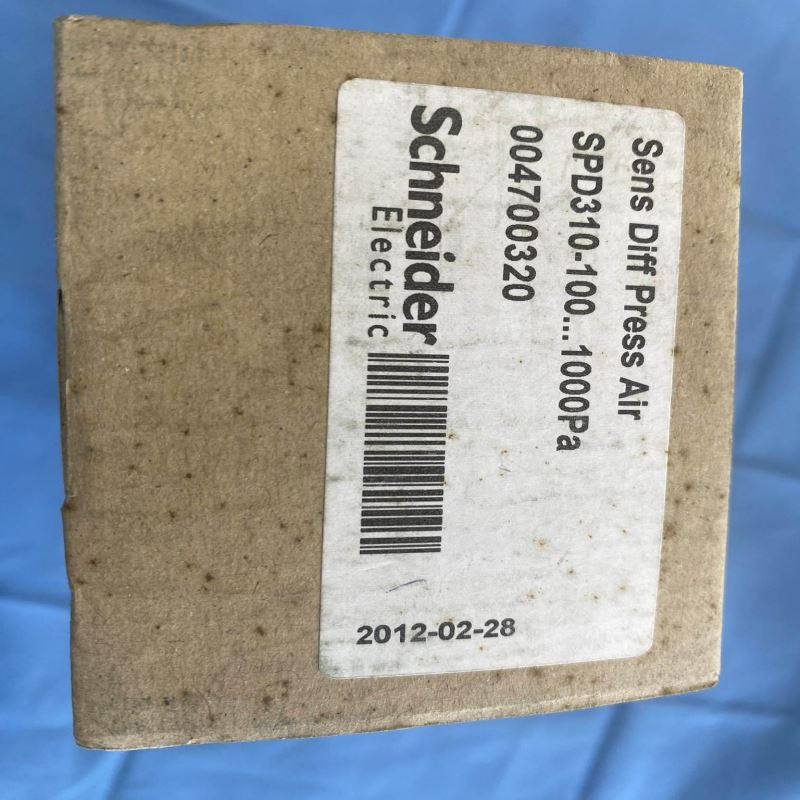 Sens Diff Press Air
SPD310-100...1000Pa
004700320
Schneider
Electric
2012-02-28